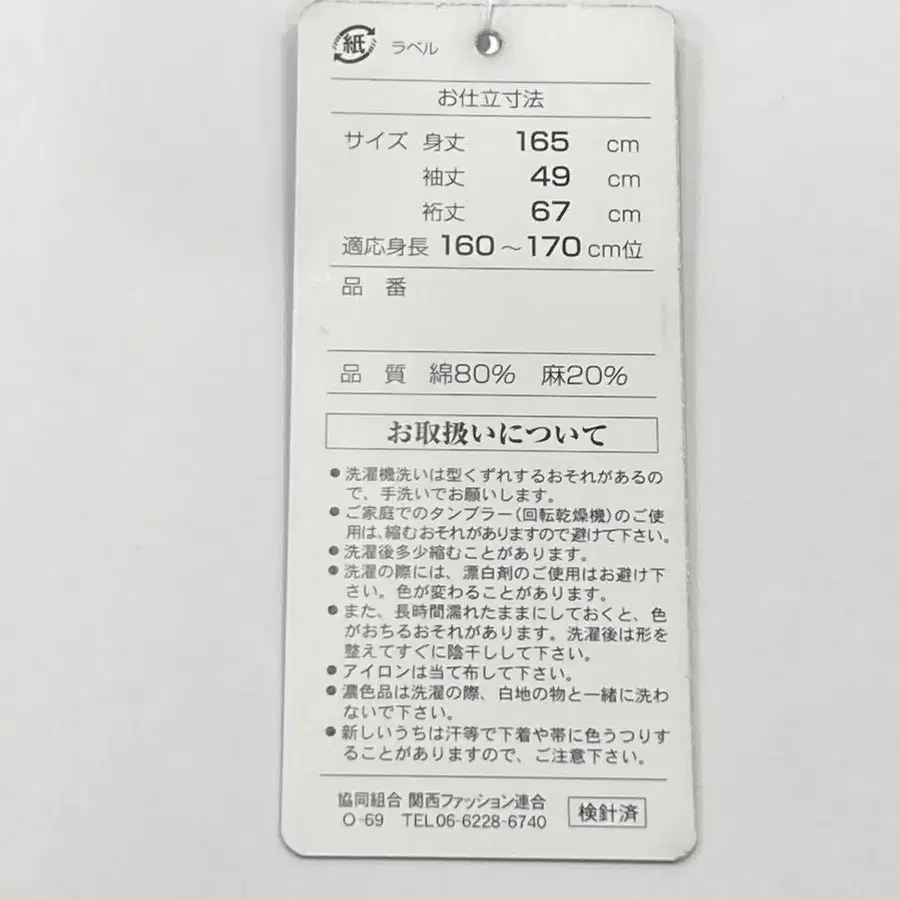 紙 ラベル
お仕立寸法
サイズ 身丈 165 cm
袖丈 49 cm
裄丈 67 cm
適応身長 160～170cm位
品 番
品 質 綿80% 麻20%
お取扱いについて
●洗濯機洗いは型くずれするおそれがあるの
で、手洗いでお願いします。
●ご家庭でのタンブラー(回転乾燥機)のご使
用は、縮むおそれがありますので避けて下さい。
●洗濯後多少縮むことがあります。
●洗濯の際には、漂白剤のご使用はお避け下
さい。色が変わることがあります。
●また、長時間濡れたままにしておくと、色
がおちるおそれがあります。洗濯後は形を
整えてすぐに陰干しして下さい。
●アイロンは当て布して下さい。
●濃色品は洗濯の際、白地の物と一緒に洗わ
ないで下さい。
●新しいうちは汗等で下着や帯に色うつりす
ることがありますので、ご注意下さい。
協同組合 関西ファッション連合
O-69 TEL06-6228-6740
検針済